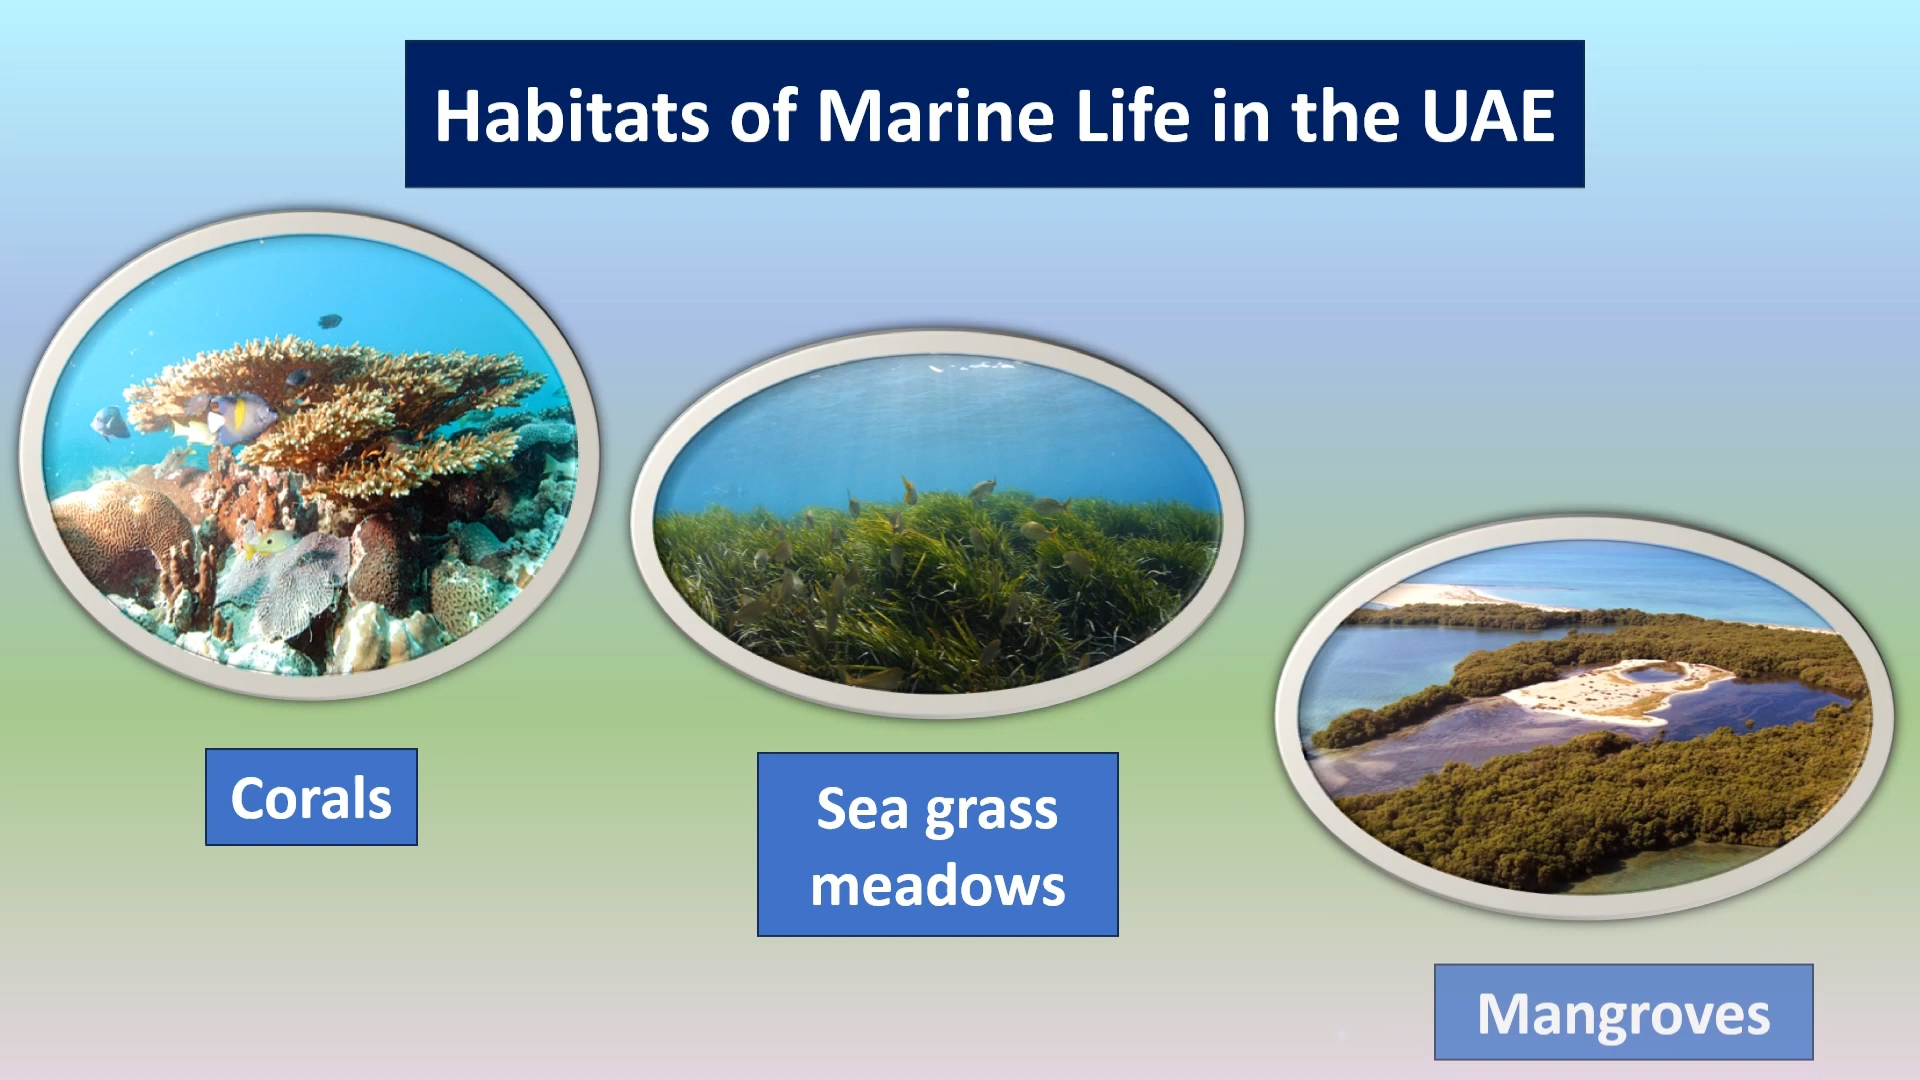 Habitats of Marine Life in the UAE
Corals
Sea grass
meadows
Mangroves